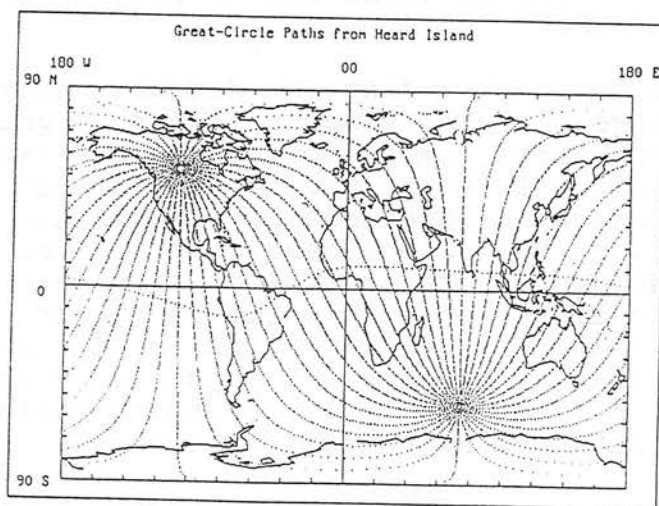 Great-Circle Paths from Heard Island
180 W 00 180 E
90 N
0
90 S